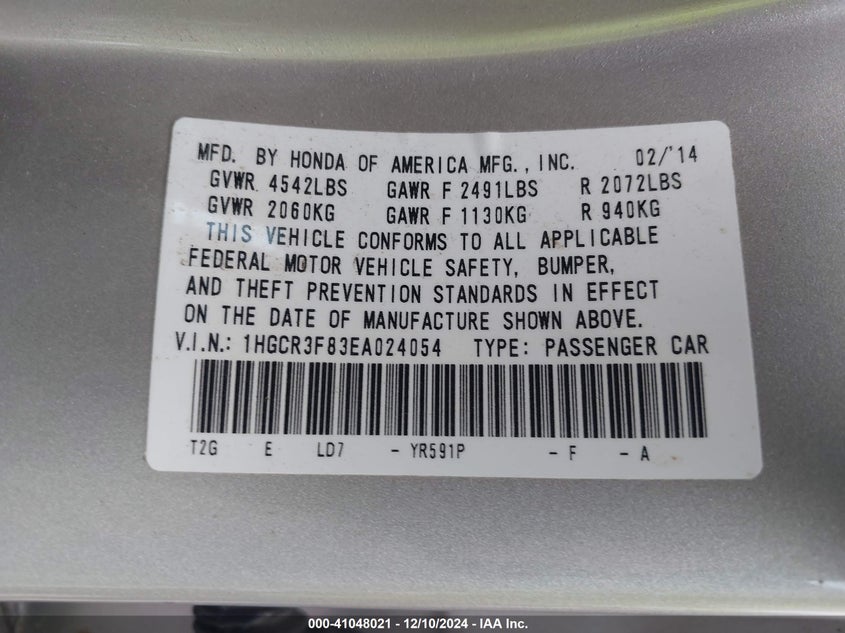 MFD. BY HONDA OF AMERICA MFG., INC. 02/'14
GVWR 4542LBS GAWR F 2491LBS R 2072LBS
GVWR 2060KG GAWR F 1130KG R 940KG
THIS VEHICLE CONFORMS TO ALL APPLICABLE
FEDERAL MOTOR VEHICLE SAFETY, BUMPER,
AND THEFT PREVENTION STANDARDS IN EFFECT
ON THE DATE OF MANUFACTURE SHOWN ABOVE.
V.I.N.: 1HGCR3F83EA024054 TYPE: PASSENGER CAR
T2G E LD7 - YR591P - F - A
000-41048021 - 12/10/2024 - IAA Inc.